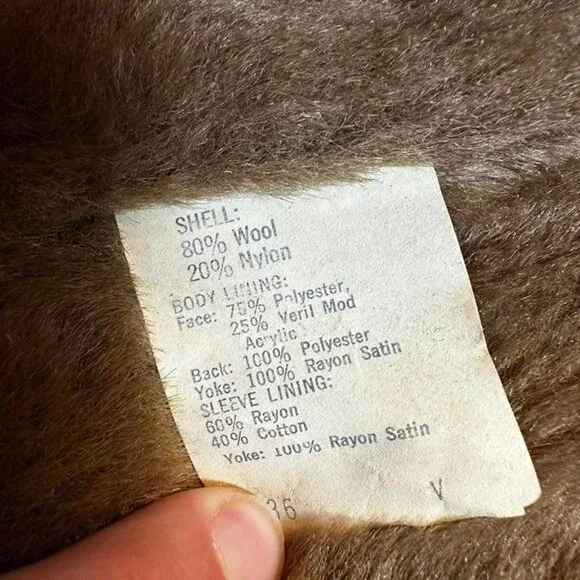 SHELL:
80% Wool
20% Nylon
BODY LINING:
Face: 75% Polyester,
25% Veril Mod
Acrylic
Back: 100% Polyester
Yoke: 100% Rayon Satin
SLEEVE LINING:
60% Rayon
40% Cotton
Yoke: 100% Rayon Satin
36 V